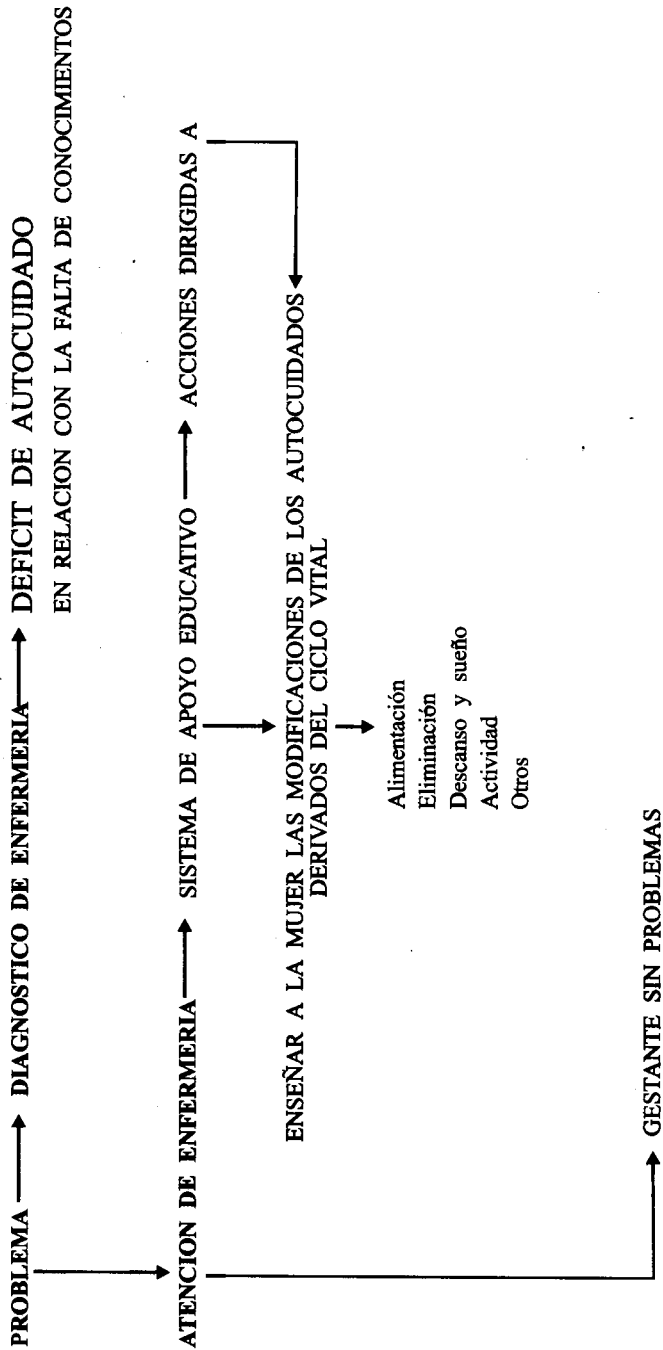 PROBLEMA DIAGNOSTICO DE ENFERMERIA DEFICIT DE AUTOCUIDADO
EN RELACION CON LA FALTA DE CONOCIMIENTOS
ATENCION DE ENFERMERIA SISTEMA DE APOYO EDUCATIVO ACCIONES DIRIGIDAS A
ENSEÑAR A LA MUJER LAS MODIFICACIONES DE LOS AUTOCUIDADOS
DERIVADOS DEL CICLO VITAL
Alimentación
Eliminación
Descanso y sueño
Actividad
Otros
GESTANTE SIN PROBLEMAS